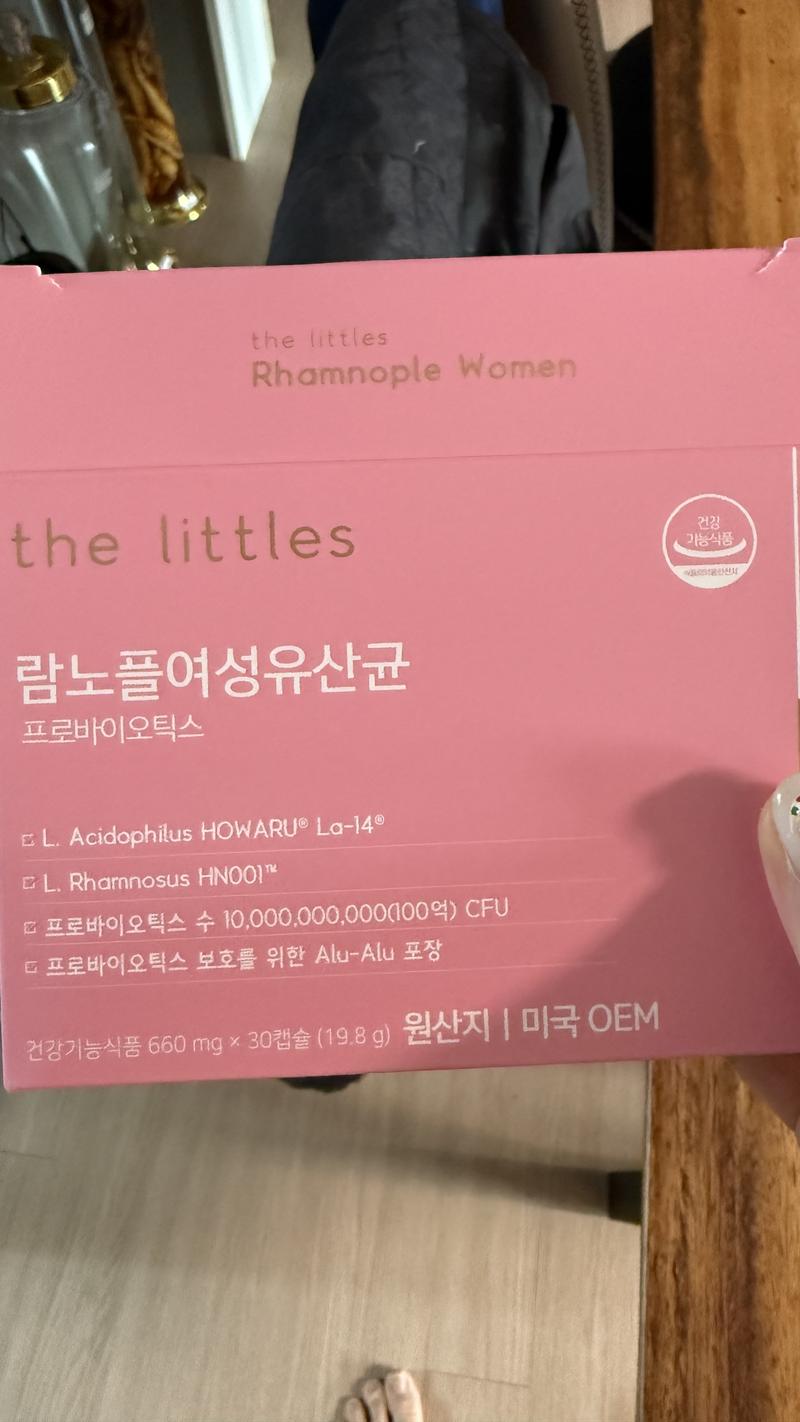 the littles
Rhamnople Women
the littles
건강
기능식품
람노플여성유산균
프로바이오틱스
L. Acidophilus HOWARU® La-14®
L. Rhamnosus HN001™
프로바이오틱스 수 10,000,000,000(100억) CFU
프로바이오틱스 보호를 위한 Alu-Alu 포장
건강기능식품 660 mg × 30캡슐 (19.8 g) 원산지 | 미국 OEM